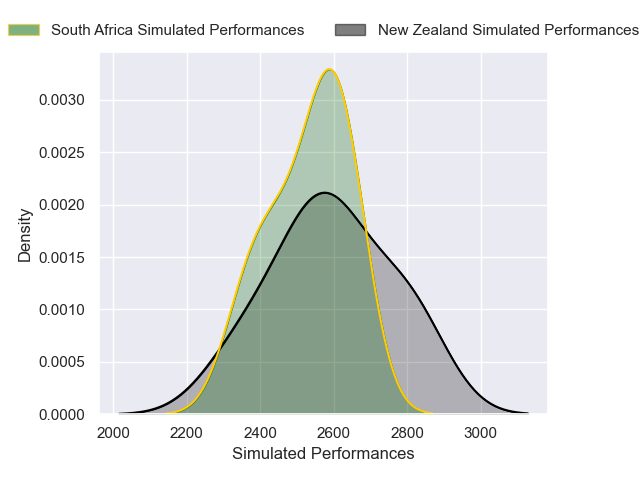 South Africa Simulated Performances New Zealand Simulated Performances
0.0030
0.0025
0.0020
0.0015
0.0010
0.0005
0.0000
Density
2000 2200 2400 2600 2800 3000
Simulated Performances